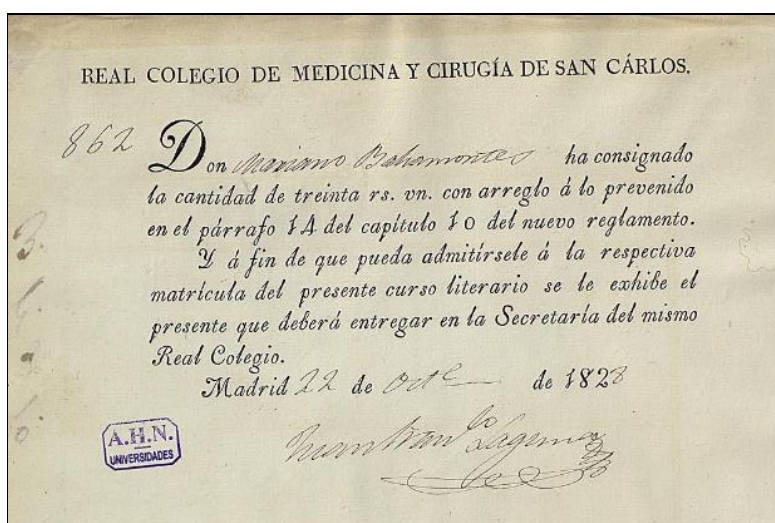 REAL COLEGIO DE MEDICINA Y CIRUGÍA DE SAN CÁRLOS.
862 Don Mariano Bahamontes ha consignado
la cantidad de treinta rs. vn. con arreglo á lo prevenido
en el párrafo 14 del capítulo 10 del nuevo reglamento.
Y á fin de que pueda admitírsele á la respectiva
matrícula del presente curso literario se le exhibe el
presente que deberá entregar en la Secretaría del mismo
Real Colegio.
Madrid 22 de Octe de 1828
Lagun
A.H.N.
UNIVERSIDADES